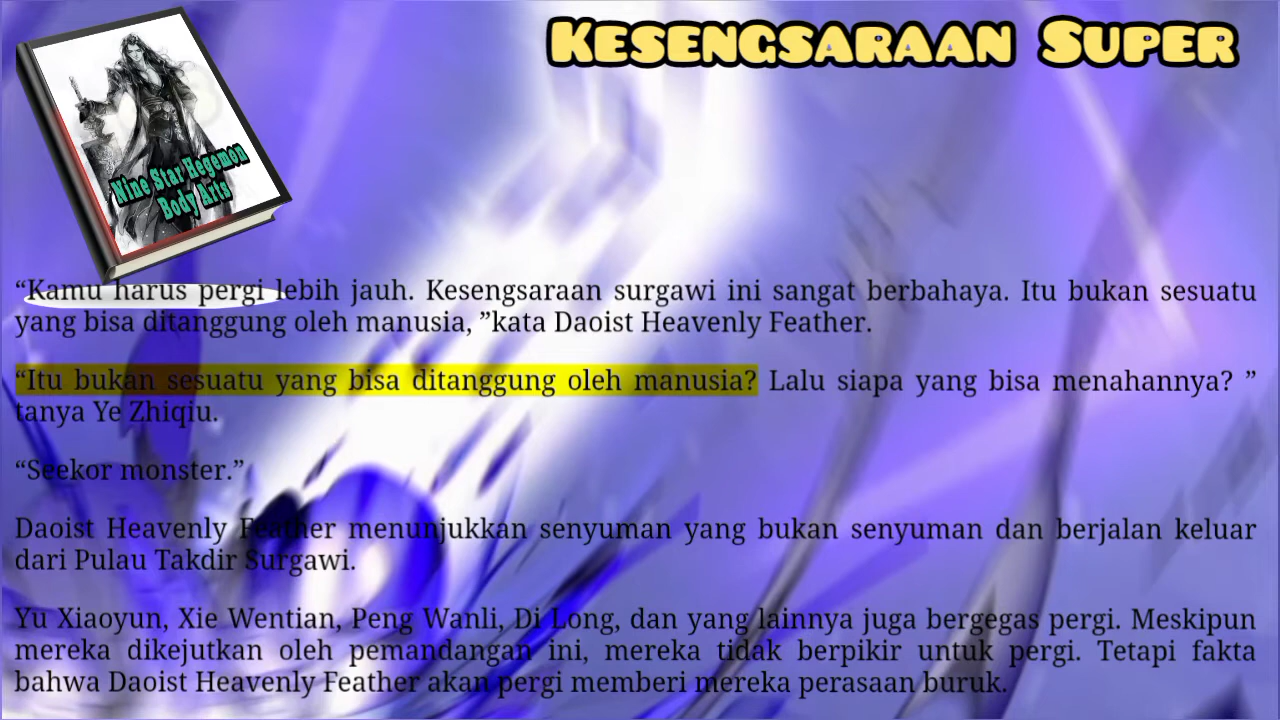 Kesengsaraan Super
Nine Star Hegemon
Body Arts
“Kamu harus pergi lebih jauh. Kesengsaraan surgawi ini sangat berbahaya. Itu bukan sesuatu
yang bisa ditanggung oleh manusia, ”kata Daoist Heavenly Feather.
“Itu bukan sesuatu yang bisa ditanggung oleh manusia? Lalu siapa yang bisa menahannya? ”
tanya Ye Zhiqiu.
“Seekor monster.”
Daoist Heavenly Feather menunjukkan senyuman yang bukan senyuman dan berjalan keluar
dari Pulau Takdir Surgawi.
Yu Xiaoyun, Xie Wentian, Peng Wanli, Di Long, dan yang lainnya juga bergegas pergi. Meskipun
mereka dikejutkan oleh pemandangan ini, mereka tidak berpikir untuk pergi. Tetapi fakta
bahwa Daoist Heavenly Feather akan pergi memberi mereka perasaan buruk.